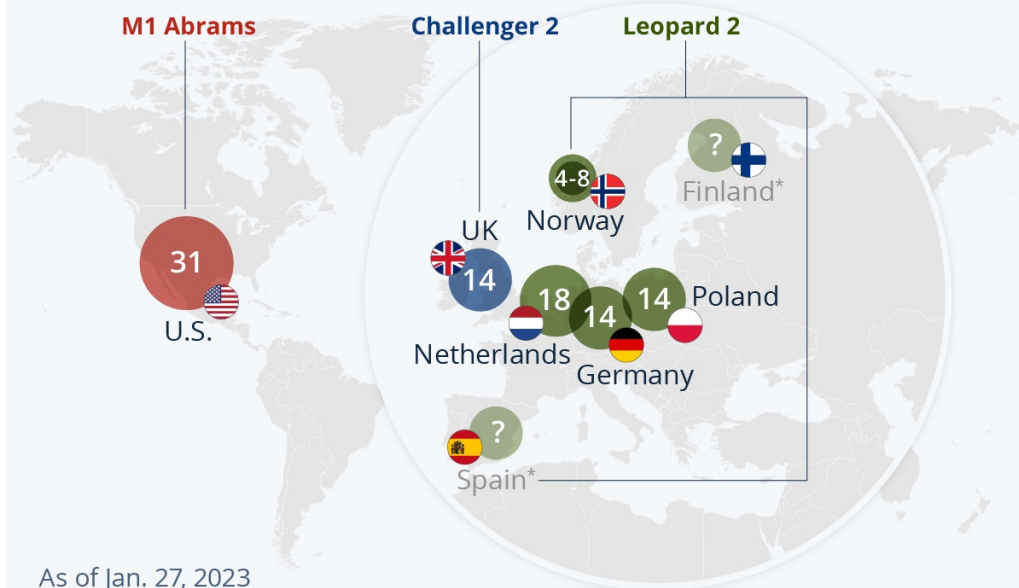 M1 Abrams
Challenger 2
Leopard 2
?
Finland*
4-8
Norway
UK
31
14
18
14
14
Poland
U.S.
Netherlands
Germany
?
Spain*
As of Jan. 27, 2023